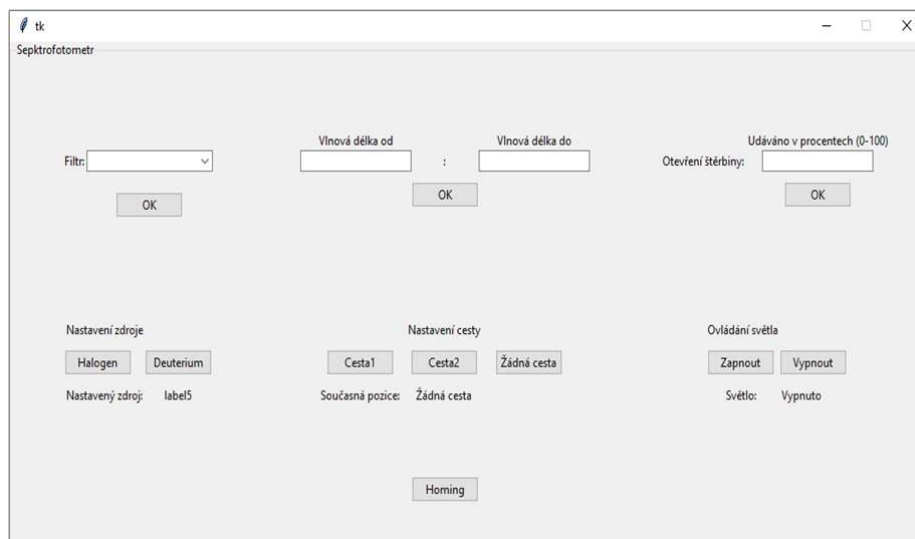 tk
Sepktrofotometr
Vlnová délka od Vlnová délka do Udáváno v procentech (0-100)
Filtr: : Otevření štěrbiny:
OK OK OK
Nastavení zdroje Nastavení cesty Ovládání světla
Halogen Deuterium Cesta1 Cesta2 Žádná cesta Zapnout Vypnout
Nastavený zdroj: label5 Současná pozice: Žádná cesta Světlo: Vypnuto
Homing